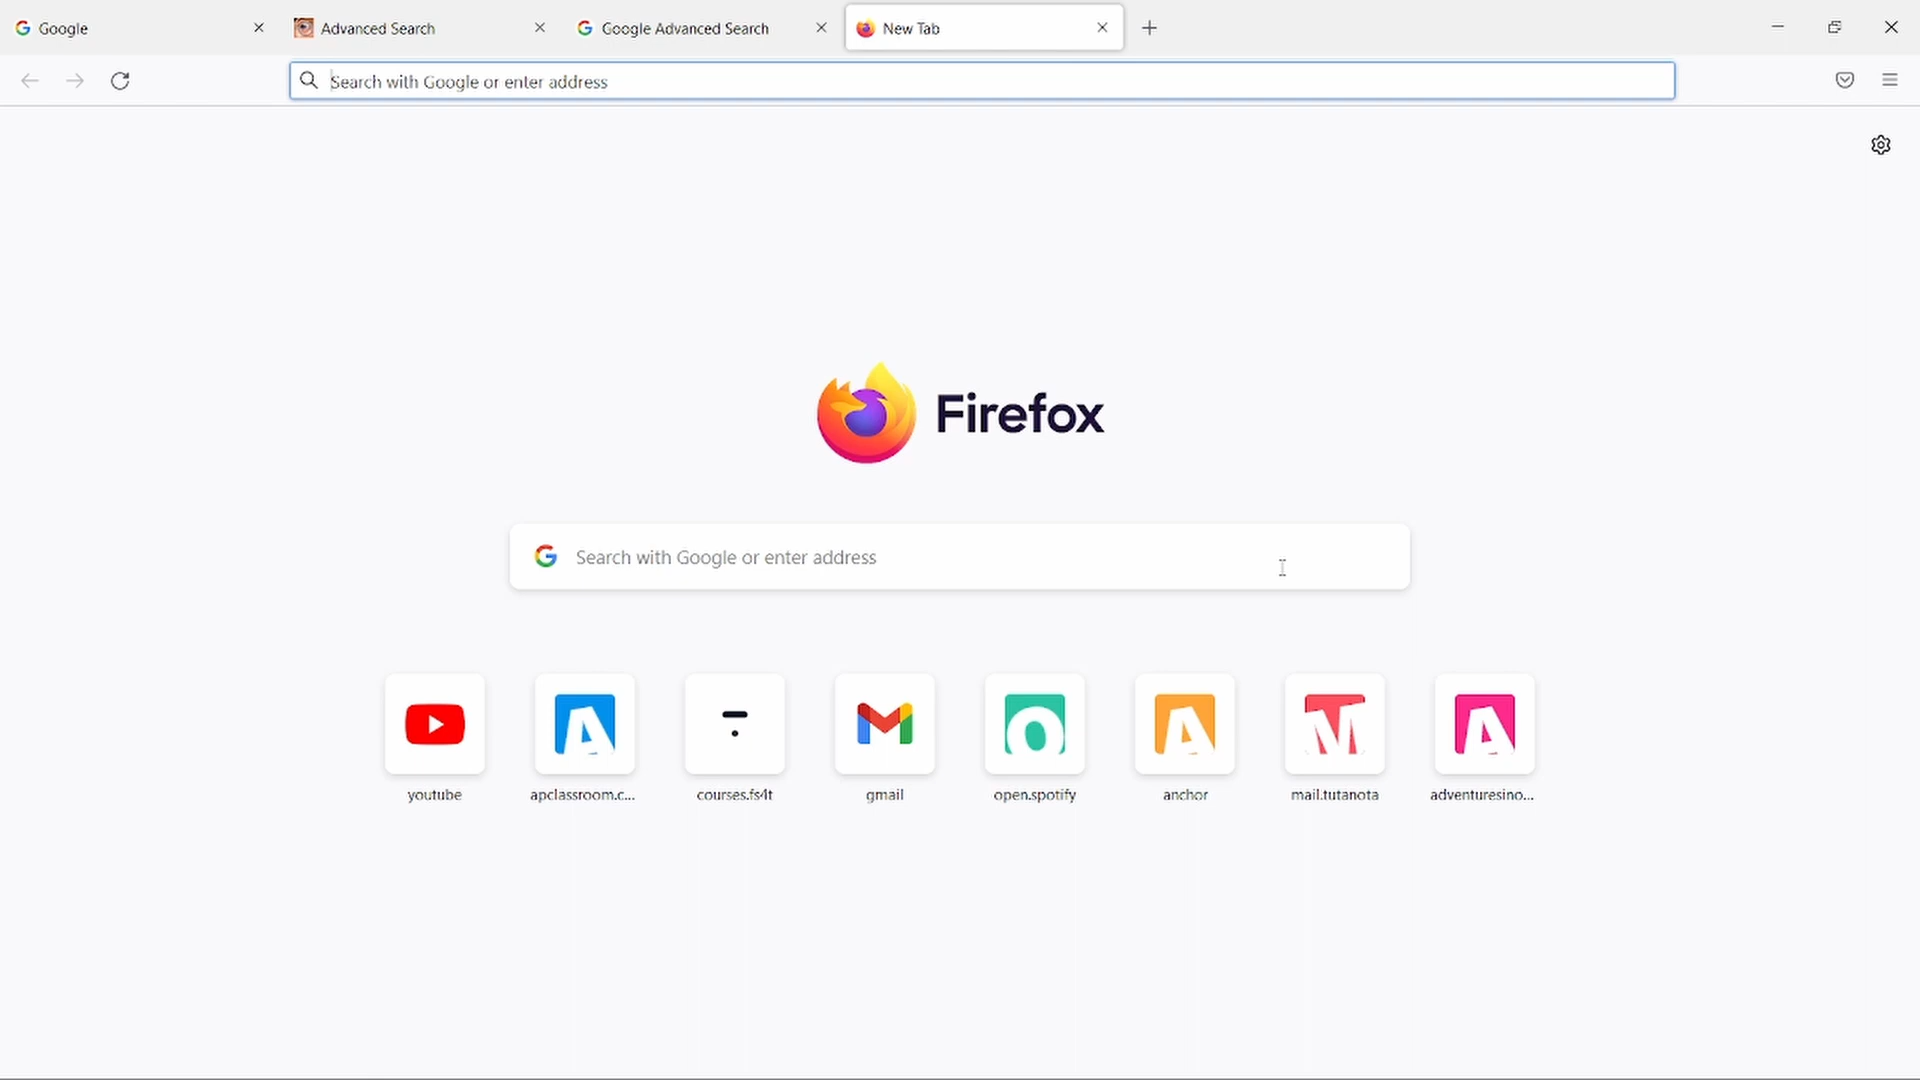 Google
Advanced Search
Google Advanced Search
New Tab
Search with Google or enter address
Firefox
Search with Google or enter address
youtube
apclassroom.c...
courses.fs4t
gmail
open.spotify
anchor
mail.tutanota
adventuresino...